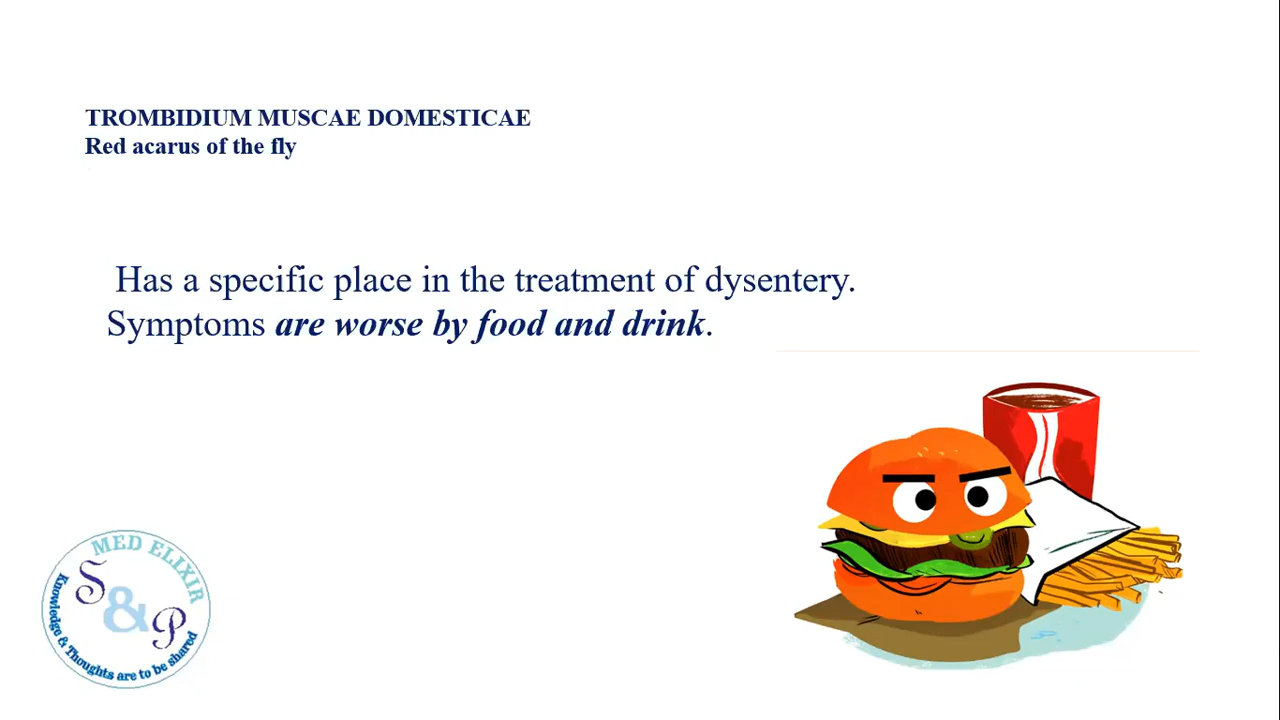 TROMBIDIUM MUSCAE DOMESTICAE
Red acarus of the fly
Has a specific place in the treatment of dysentery.
Symptoms are worse by food and drink.
MED ELIXIR
S & P
Knowledge & Thoughts are to be shared